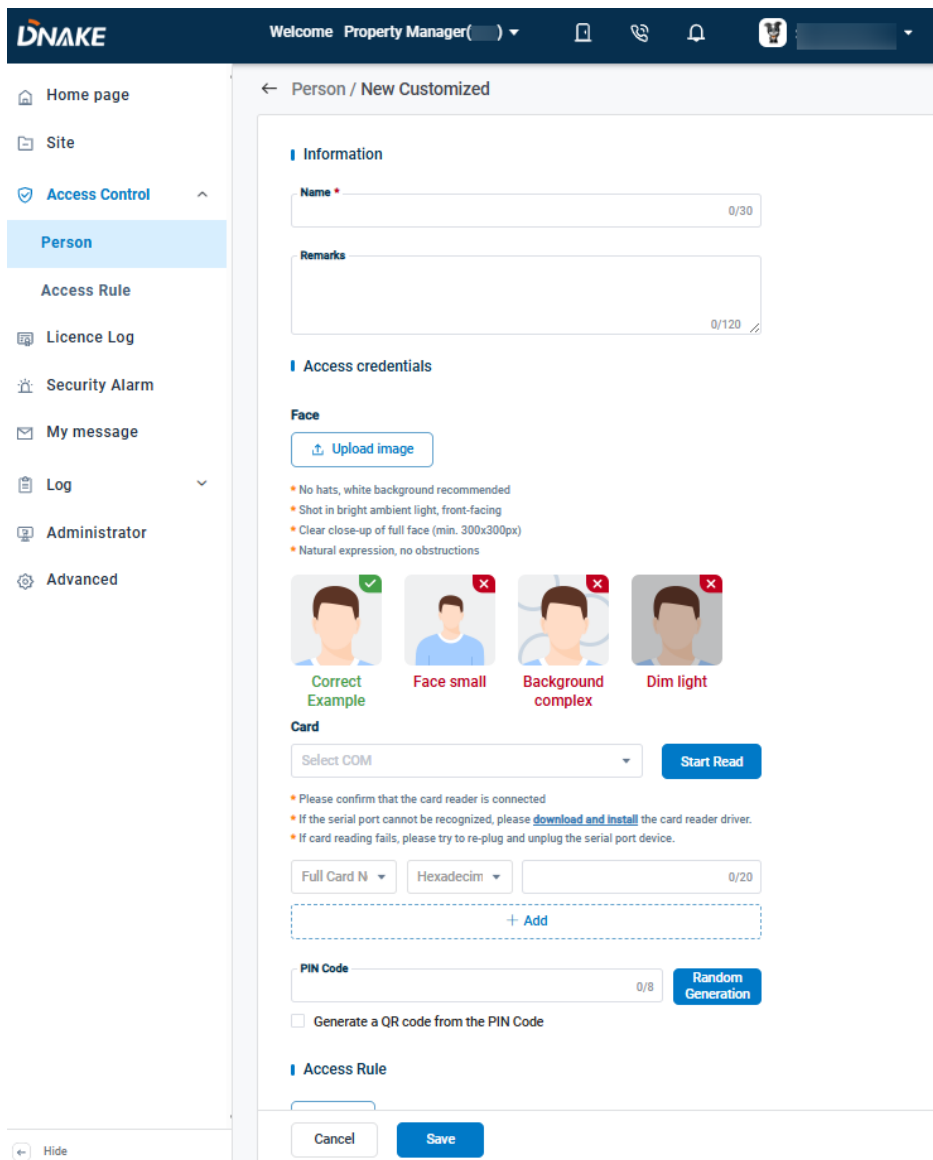 DNAKE
Welcome Property Manager( )
Home page
Site
Access Control
Person
Access Rule
Licence Log
Security Alarm
My message
Log
Administrator
Advanced
Hide
Person / New Customized
Information
Name *
0/30
Remarks
0/120
Access credentials
Face
Upload image
* No hats, white background recommended
* Shot in bright ambient light, front-facing
* Clear close-up of full face (min. 300x300px)
* Natural expression, no obstructions
Correct
Example
Face small
Background
complex
Dim light
Card
Select COM
Start Read
* Please confirm that the card reader is connected
* If the serial port cannot be recognized, please download and install the card reader driver.
* If card reading fails, please try to re-plug and unplug the serial port device.
Full Card N
Hexadecim
0/20
+ Add
PIN Code
0/8
Random
Generation
Generate a QR code from the PIN Code
Access Rule
Cancel
Save